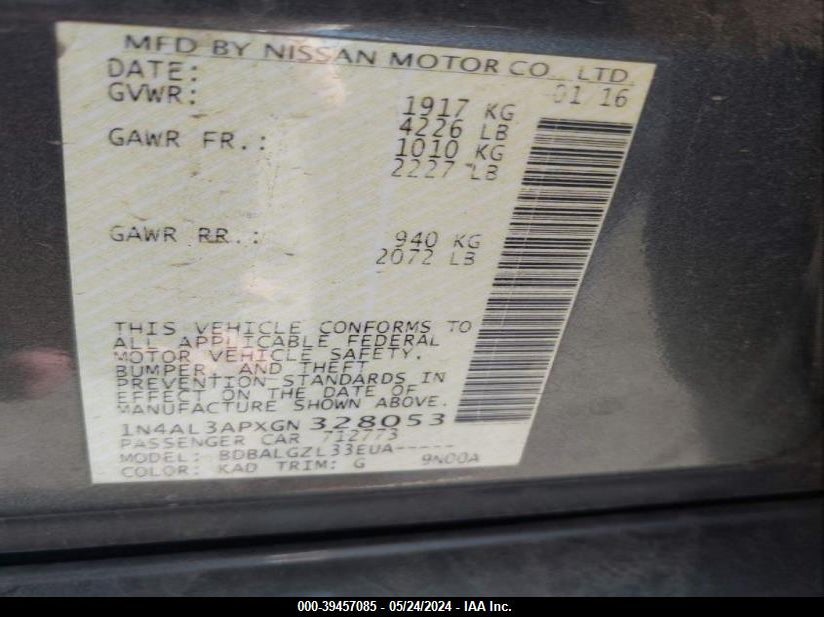 MFD BY NISSAN MOTOR CO., LTD.
DATE: 01 16
GVWR: 1917 KG
4226 LB
GAWR FR.: 1010 KG
2227 LB
GAWR RR.: 940 KG
2072 LB
THIS VEHICLE CONFORMS TO
ALL APPLICABLE FEDERAL
MOTOR VEHICLE SAFETY,
BUMPER, AND THEFT
PREVENTION STANDARDS IN
EFFECT ON THE DATE OF
MANUFACTURE SHOWN ABOVE.
1N4AL3APXGN 328053
PASSENGER CAR 712773
MODEL: BDBALGZL33EUA----- 9N00A
COLOR: KAD TRIM: G
000-39457085 - 05/24/2024 - IAA Inc.